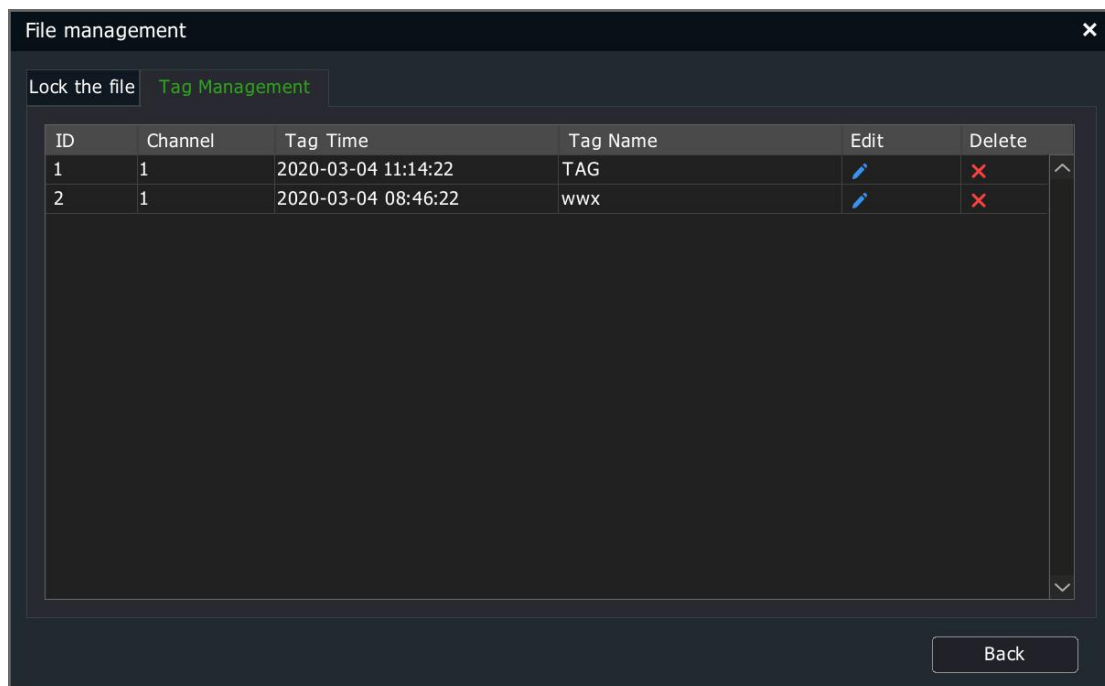 File management
Lock the file Tag Management
ID Channel Tag Time Tag Name Edit Delete
1 1 2020-03-04 11:14:22 TAG
2 1 2020-03-04 08:46:22 wwx
Back